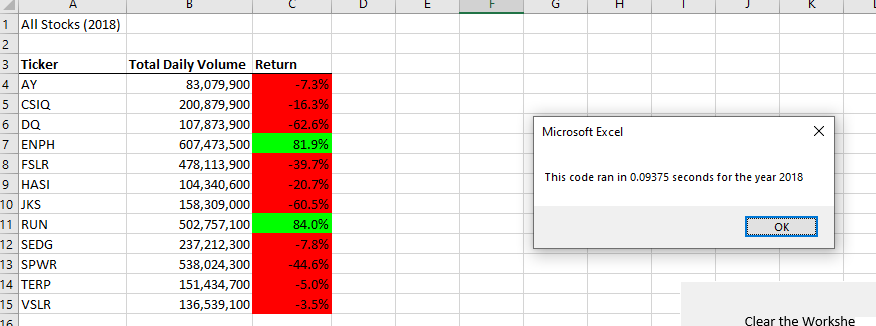 A B C D E F G H I J K L
1 All Stocks (2018)
2
3 Ticker Total Daily Volume Return
4 AY 83,079,900 -7.3%
5 CSIQ 200,879,900 -16.3%
6 DQ 107,873,900 -62.6%
7 ENPH 607,473,500 81.9%
8 FSLR 478,113,900 -39.7%
9 HASI 104,340,600 -20.7%
10 JKS 158,309,000 -60.5%
11 RUN 502,757,100 84.0%
12 SEDG 237,212,300 -7.8%
13 SPWR 538,024,300 -44.6%
14 TERP 151,434,700 -5.0%
15 VSLR 136,539,100 -3.5%
16
Microsoft Excel
This code ran in 0.09375 seconds for the year 2018
OK
Clear the Workshe